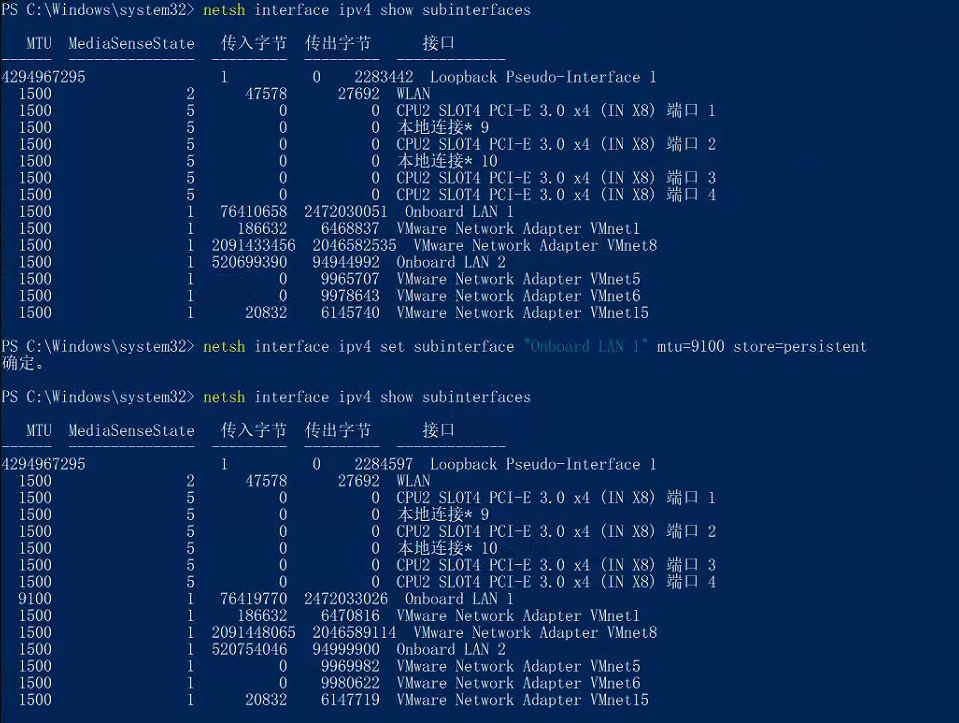 PS C:\Windows\system32> netsh interface ipv4 show subinterfaces
MTU MediaSenseState 传入字节 传出字节 接口
------ --------------- --------- --------- -------------
4294967295 1 0 2283442 Loopback Pseudo-Interface 1
1500 2 47578 27692 WLAN
1500 5 0 0 CPU2 SLOT4 PCI-E 3.0 x4 (IN X8) 端口 1
1500 5 0 0 本地连接* 9
1500 5 0 0 CPU2 SLOT4 PCI-E 3.0 x4 (IN X8) 端口 2
1500 5 0 0 本地连接* 10
1500 5 0 0 CPU2 SLOT4 PCI-E 3.0 x4 (IN X8) 端口 3
1500 5 0 0 CPU2 SLOT4 PCI-E 3.0 x4 (IN X8) 端口 4
1500 1 76410658 2472030051 Onboard LAN 1
1500 1 186632 6468837 VMware Network Adapter VMnet1
1500 1 2091433456 2046582535 VMware Network Adapter VMnet8
1500 1 520699390 94944992 Onboard LAN 2
1500 1 0 9965707 VMware Network Adapter VMnet5
1500 1 0 9978643 VMware Network Adapter VMnet6
1500 1 20832 6145740 VMware Network Adapter VMnet15
PS C:\Windows\system32> netsh interface ipv4 set subinterface "Onboard LAN 1" mtu=9100 store=persistent
确定。
PS C:\Windows\system32> netsh interface ipv4 show subinterfaces
MTU MediaSenseState 传入字节 传出字节 接口
------ --------------- --------- --------- -------------
4294967295 1 0 2284597 Loopback Pseudo-Interface 1
1500 2 47578 27692 WLAN
1500 5 0 0 CPU2 SLOT4 PCI-E 3.0 x4 (IN X8) 端口 1
1500 5 0 0 本地连接* 9
1500 5 0 0 CPU2 SLOT4 PCI-E 3.0 x4 (IN X8) 端口 2
1500 5 0 0 本地连接* 10
1500 5 0 0 CPU2 SLOT4 PCI-E 3.0 x4 (IN X8) 端口 3
1500 5 0 0 CPU2 SLOT4 PCI-E 3.0 x4 (IN X8) 端口 4
9100 1 76419770 2472033026 Onboard LAN 1
1500 1 186632 6470816 VMware Network Adapter VMnet1
1500 1 2091448065 2046589114 VMware Network Adapter VMnet8
1500 1 520754046 94999900 Onboard LAN 2
1500 1 0 9969982 VMware Network Adapter VMnet5
1500 1 0 9980622 VMware Network Adapter VMnet6
1500 1 20832 6147719 VMware Network Adapter VMnet15